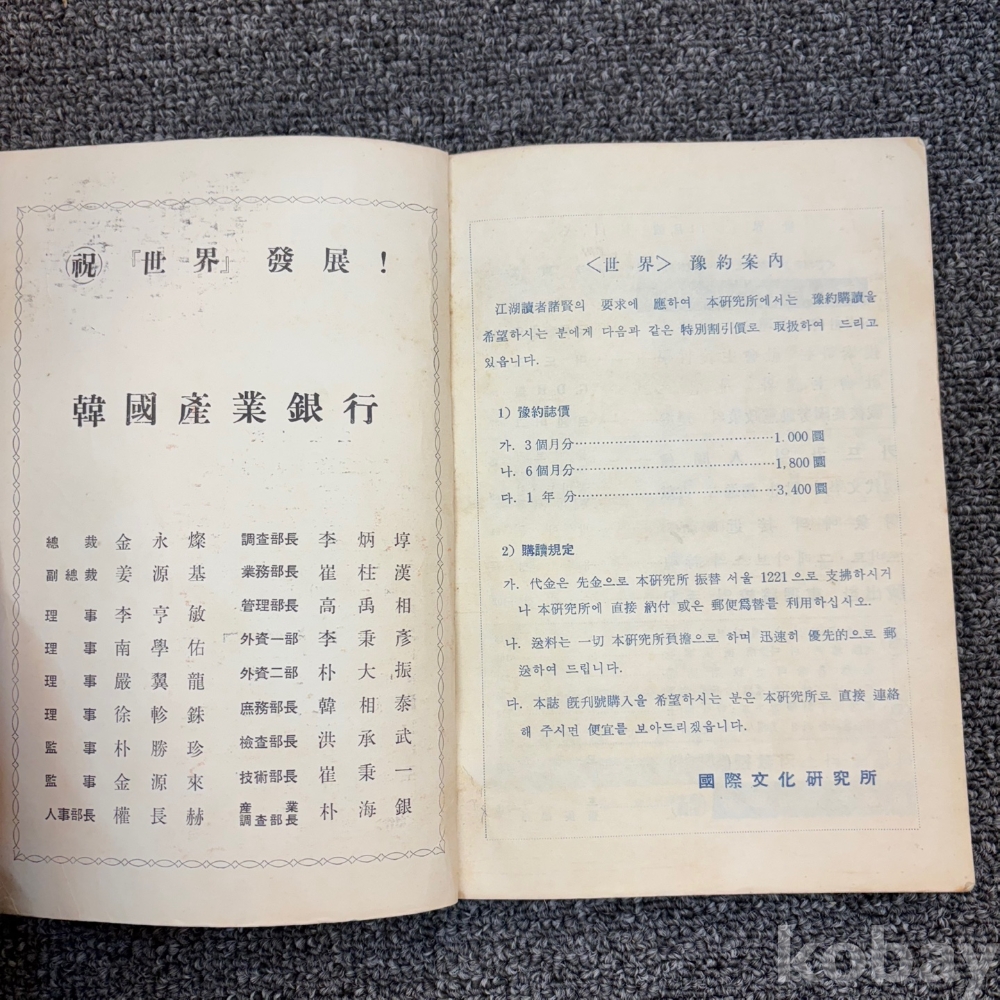 ㊗ 『世界』 發展!
韓國產業銀行
總裁 金永燦 調査部長 李炳埻
副總裁 姜源基 業務部長 崔柱漢
理事 李亨敏 管理部長 高禹相
理事 南學佑 外資一部 李秉彦
理事 嚴翼龍 外資二部 朴大振
理事 徐軫銖 庶務部長 韓相泰
監事 朴勝珍 檢査部長 洪承武
監事 金源來 技術部長 崔秉一
人事部長 權長赫 産業調査部長 朴海銀
<世界> 豫約案內
江湖讀者諸賢의 要求에 應하여 本硏究所에서는 豫約購讀을
希望하시는 분에게 다음과 같은 特別割引價로 取扱하여 드리고
있읍니다.
1) 豫約誌價
가. 3個月分……………………………………1.000圜
나. 6個月分……………………………………1,800圜
다. 1年分……………………………………3,400圜
2) 購讀規定
가. 代金은 先金으로 本硏究所 振替 서울 1221으로 支拂하시거
나 本硏究所에 直接 納付 或은 郵便爲替를 利用하십시오.
나. 送料는 一切 本硏究所員擔으로 하며 迅速히 優先的으로 郵
送하여 드립니다.
다. 本誌 旣刋號購入을 希望하시는 분은 本硏究所로 直接 連絡
해 주시면 便宜를 보아드리겠읍니다.
國際文化硏究所
kobay